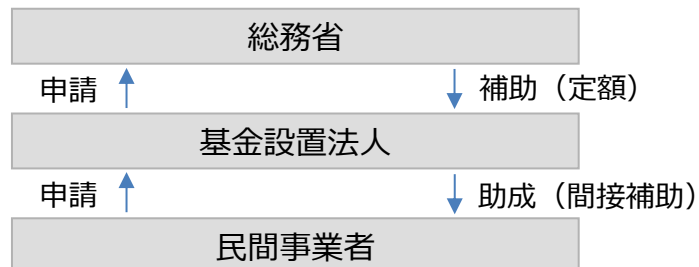 総務省
申請
補助（定額）
基金設置法人
申請
助成（間接補助）
民間事業者